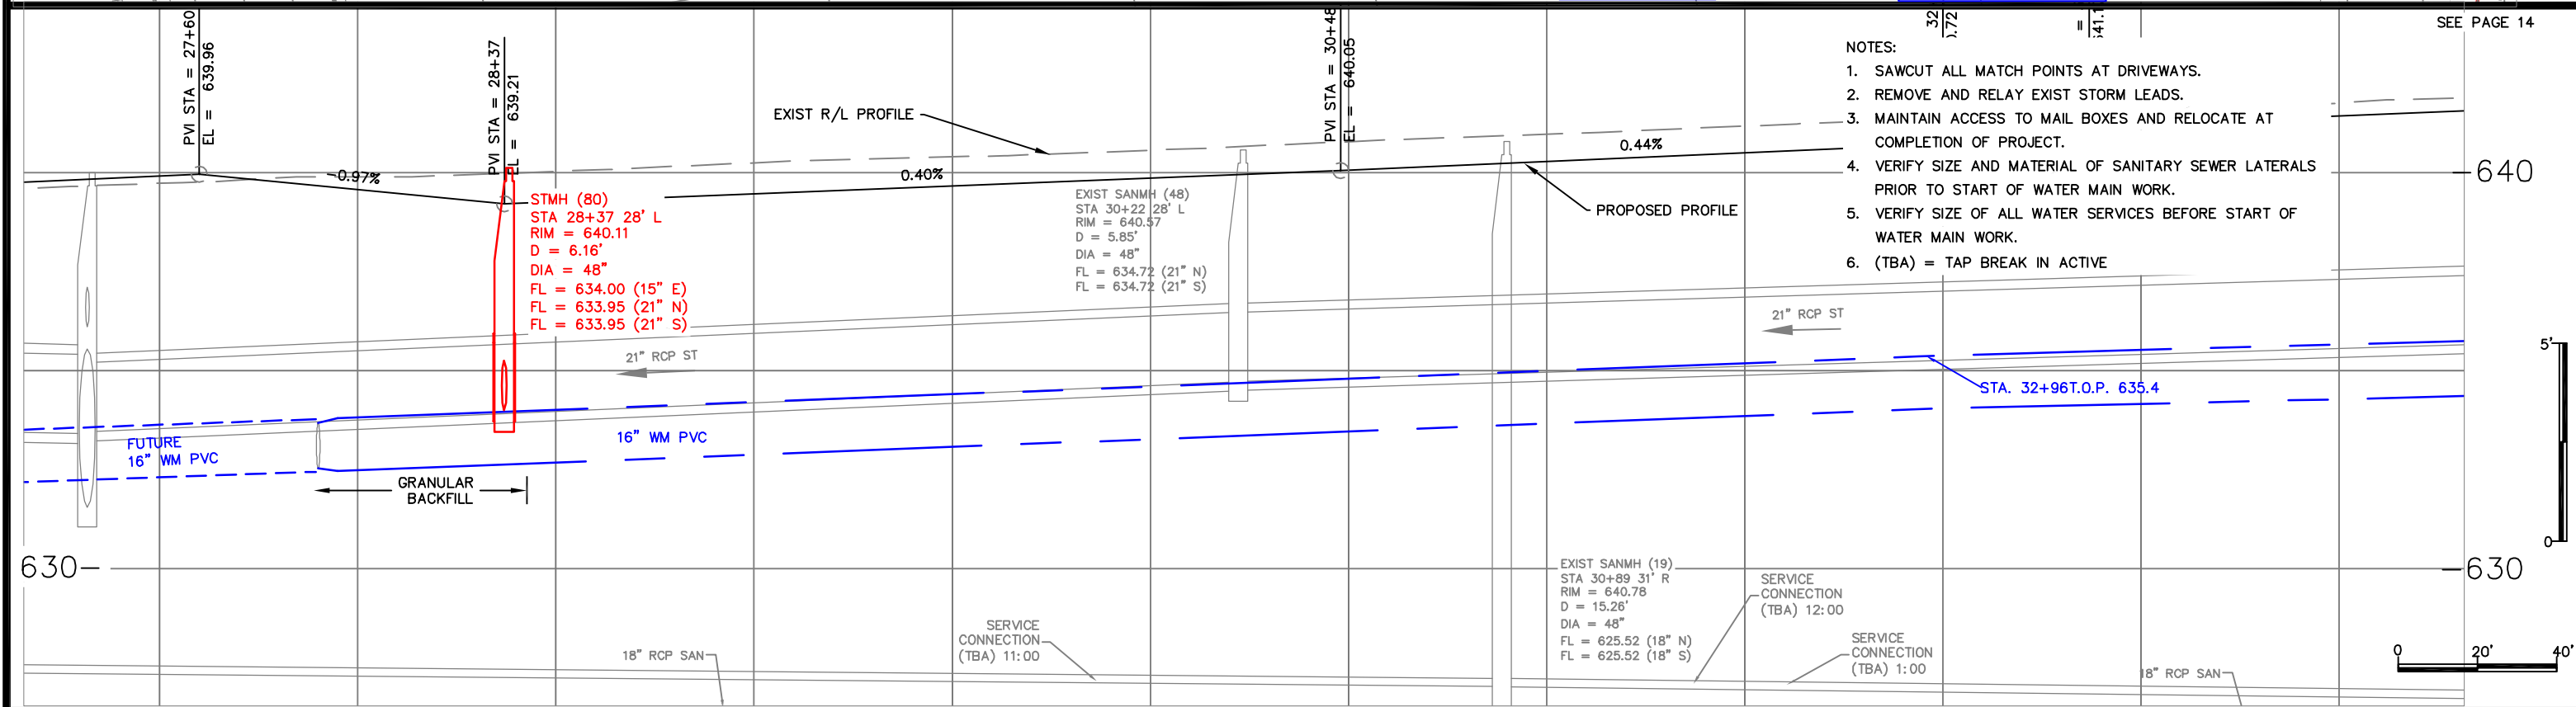 SEE PAGE 14
PVI STA = 27+60
EL = 639.96
PVI STA = 28+37
EL = 639.21
PVI STA = 30+48
EL = 640.05
NOTES:
1. SAWCUT ALL MATCH POINTS AT DRIVEWAYS.
2. REMOVE AND RELAY EXIST STORM LEADS.
3. MAINTAIN ACCESS TO MAIL BOXES AND RELOCATE AT
COMPLETION OF PROJECT.
4. VERIFY SIZE AND MATERIAL OF SANITARY SEWER LATERALS
PRIOR TO START OF WATER MAIN WORK.
5. VERIFY SIZE OF ALL WATER SERVICES BEFORE START OF
WATER MAIN WORK.
6. (TBA) = TAP BREAK IN ACTIVE
EXIST R/L PROFILE
-0.97%
0.40%
0.44%
640
PROPOSED PROFILE
STMH (80)
STA 28+37 28' L
RIM = 640.11
D = 6.16'
DIA = 48"
FL = 634.00 (15" E)
FL = 633.95 (21" N)
FL = 633.95 (21" S)
EXIST SANMH (48)
STA 30+22 28' L
RIM = 640.57
D = 5.85'
DIA = 48"
FL = 634.72 (21" N)
FL = 634.72 (21" S)
21" RCP ST
21" RCP ST
5'
0
STA. 32+96T.O.P. 635.4
FUTURE
16" WM PVC
16" WM PVC
GRANULAR
BACKFILL
630
630
EXIST SANMH (19)
STA 30+89 31' R
RIM = 640.78
D = 15.26'
DIA = 48"
FL = 625.52 (18" N)
FL = 625.52 (18" S)
SERVICE
CONNECTION
(TBA) 12:00
SERVICE
CONNECTION
(TBA) 11:00
SERVICE
CONNECTION
(TBA) 1:00
18" RCP SAN
18" RCP SAN
0 20' 40'